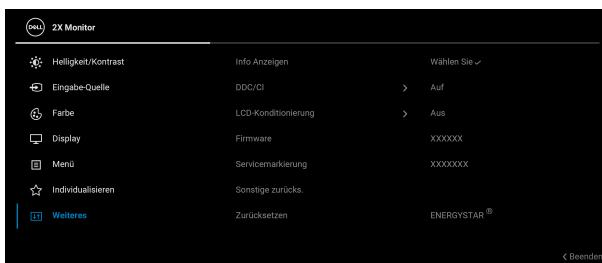 DELL 2X Monitor
Helligkeit/Kontrast Info Anzeigen Wählen Sie
Eingabe-Quelle DDC/CI > Auf
Farbe LCD-Konditionierung > Aus
Display Firmware XXXXXX
Menü Servicemarkierung XXXXXXX
Individualisieren Sonstige zurücks.
Weiteres Zurücksetzen ENERGYSTAR ®
< Beenden